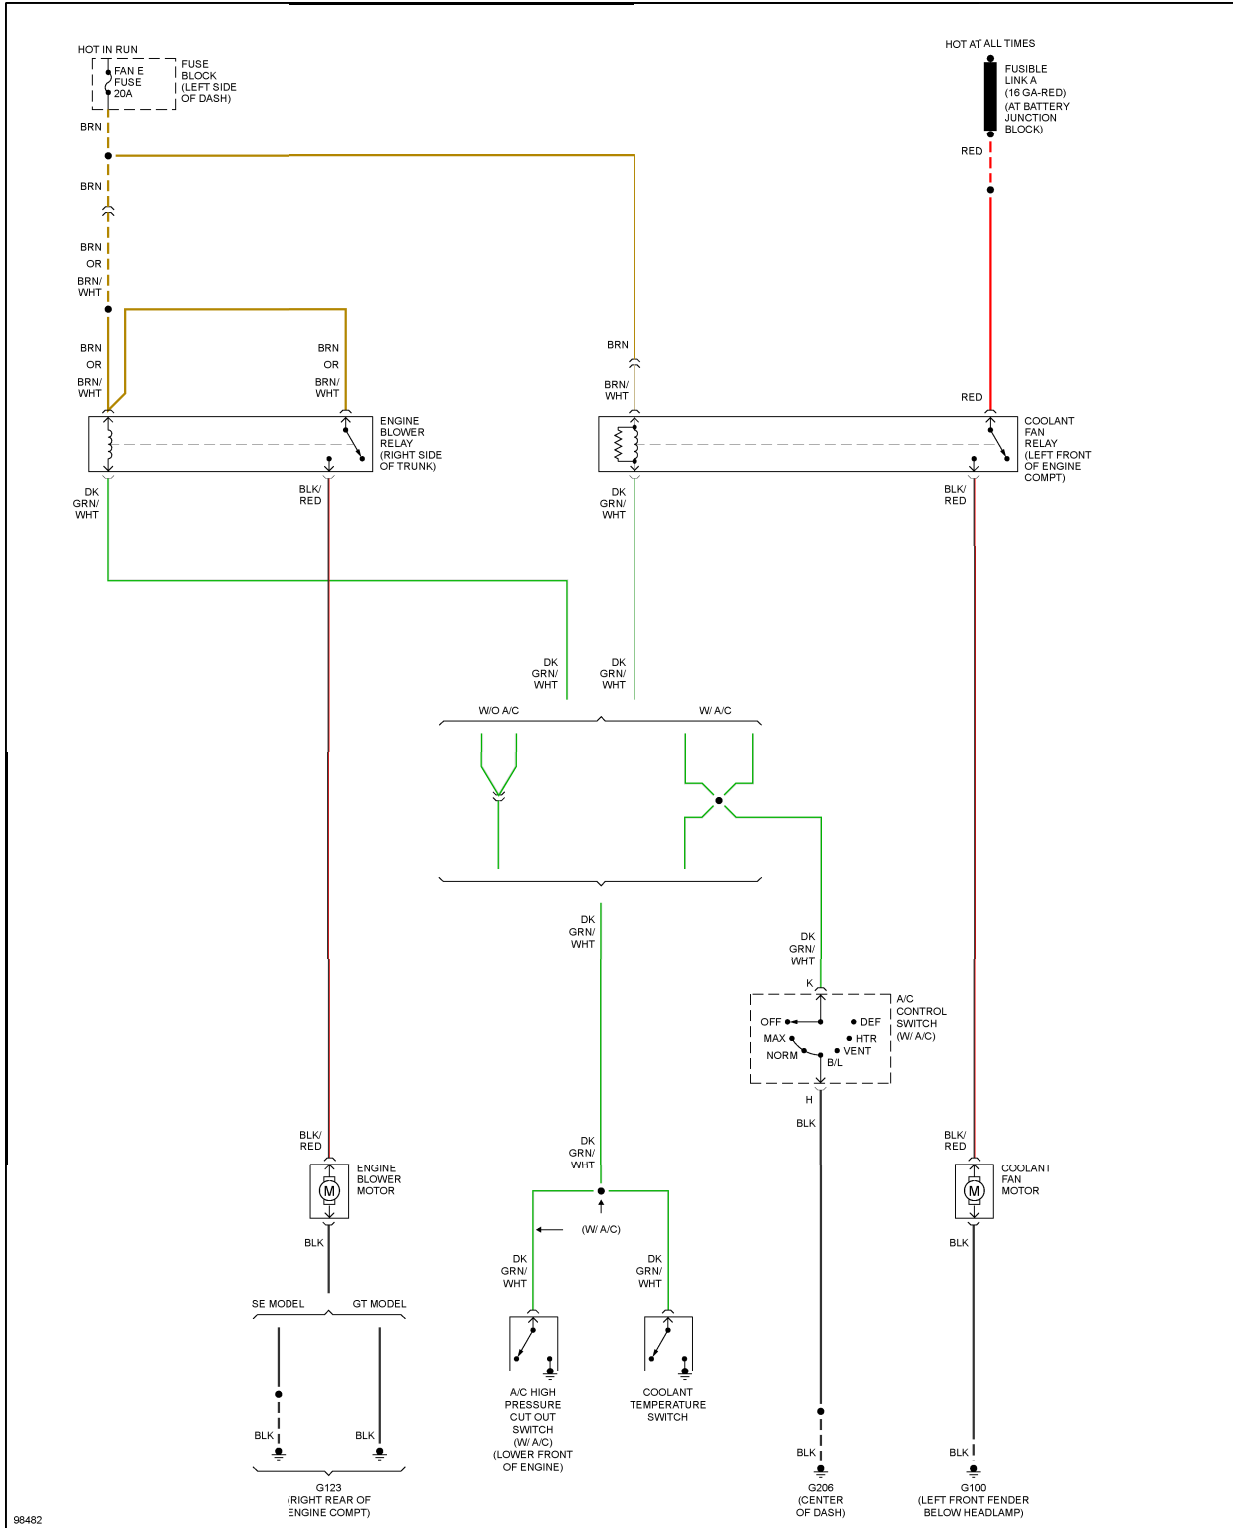 HOT IN RUN
FAN E
FUSE
20A
FUSE
BLOCK
(LEFT SIDE
OF DASH)
HOT AT ALL TIMES
FUSIBLE
LINK A
(16 GA-RED)
(AT BATTERY
JUNCTION
BLOCK)
BRN
RED
BRN
BRN
OR
BRN/
WHT
BRN
OR
BRN/
WHT
BRN
OR
BRN/
WHT
BRN
BRN/
WHT
RED
ENGINE
BLOWER
RELAY
(RIGHT SIDE
OF TRUNK)
COOLANT
FAN
RELAY
(LEFT FRONT
OF ENGINE
COMPT)
DK
GRN/
WHT
BLK/
RED
DK
GRN/
WHT
BLK/
RED
DK
GRN/
WHT
DK
GRN/
WHT
W/O A/C
W/ A/C
DK
GRN/
WHT
DK
GRN/
WHT
K
A/C
CONTROL
SWITCH
(W/ A/C)
OFF
DEF
MAX
HTR
NORM
VENT
B/L
H
BLK
BLK/
RED
DK
GRN/
WHT
BLK/
RED
ENGINE
BLOWER
MOTOR
M
COOLANT
FAN
MOTOR
M
(W/ A/C)
BLK
BLK
DK
GRN/
WHT
DK
GRN/
WHT
SE MODEL
GT MODEL
A/C HIGH
PRESSURE
CUT OUT
SWITCH
(W/ A/C)
(LOWER FRONT
OF ENGINE)
COOLANT
TEMPERATURE
SWITCH
BLK
BLK
BLK
BLK
G123
(RIGHT REAR OF
ENGINE COMPT)
G206
(CENTER
OF DASH)
G100
(LEFT FRONT FENDER
BELOW HEADLAMP)
98482